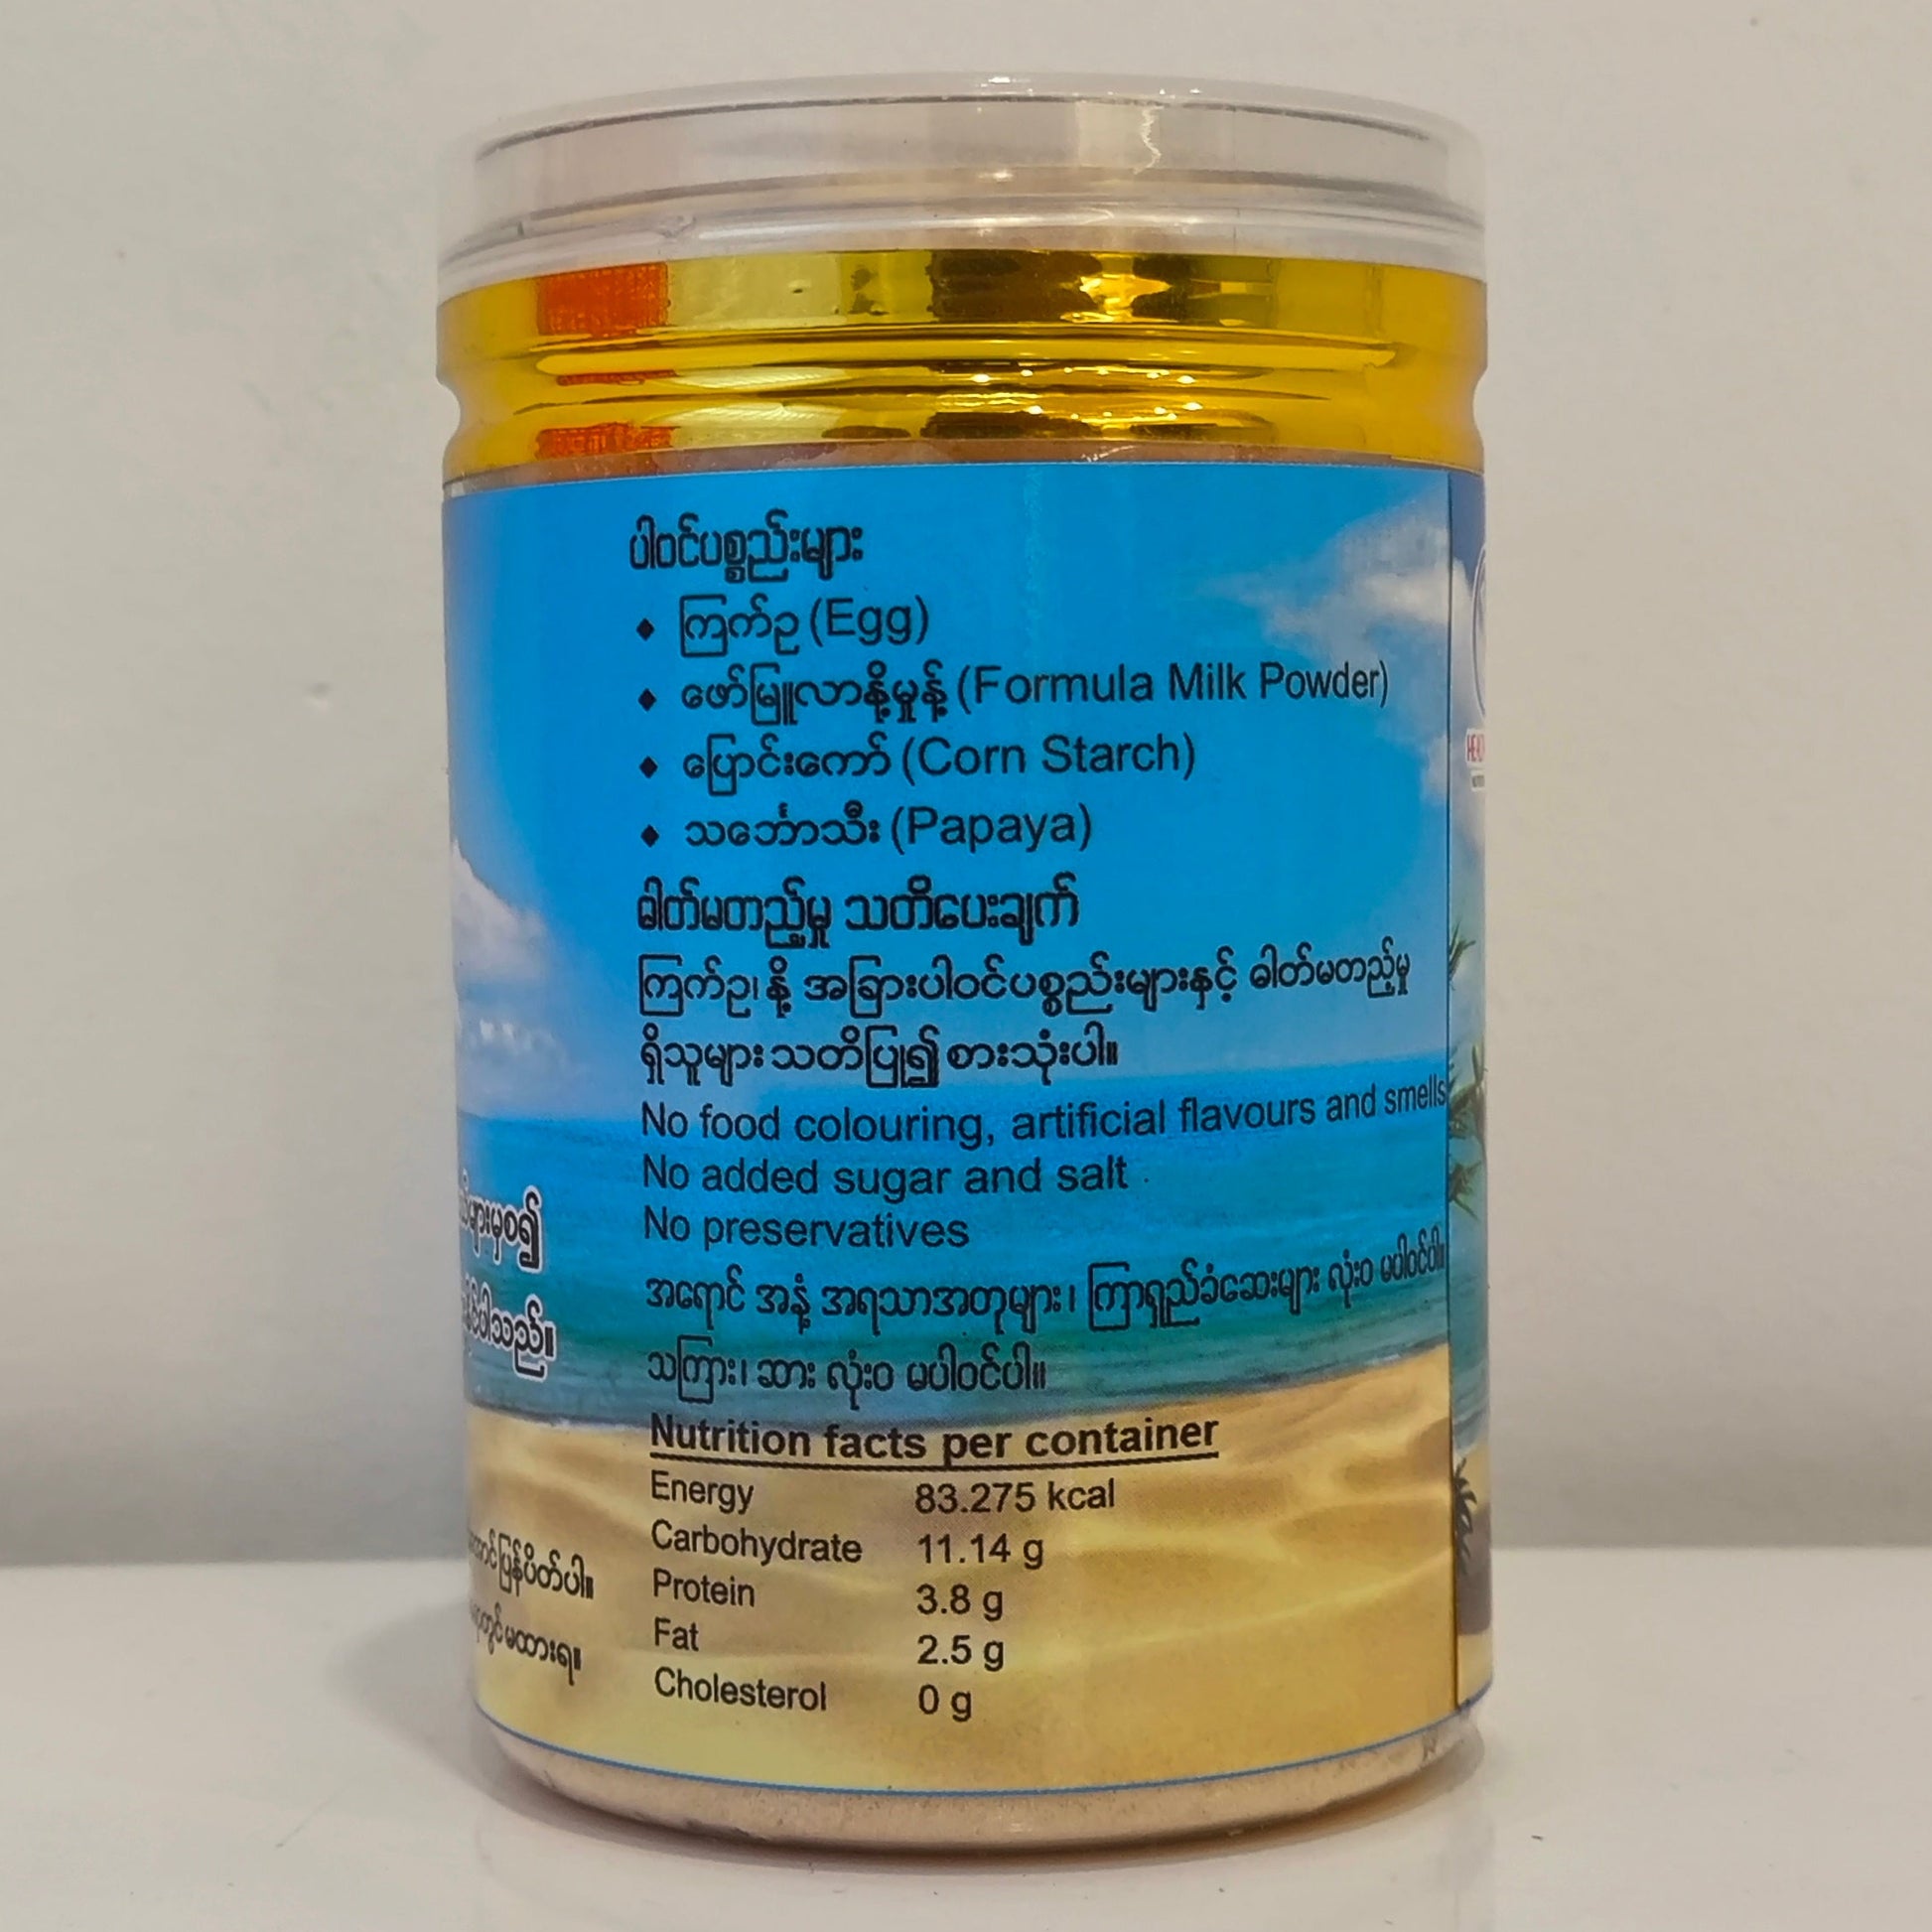 ပါဝင်ပစ္စည်းများ
♦ ကြက်ဥ (Egg)
♦ ဖော်မြူလာနို့မှုန့် (Formula Milk Powder)
♦ ပြောင်းကော် (Corn Starch)
♦ သင်္ဘောသီး (Papaya)
ဓါတ်မတည့်မှု သတိပေးချက်
ကြက်ဥ၊ နို့ အခြားပါဝင်ပစ္စည်းများနှင့် ဓါတ်မတည့်မှု
ရှိသူများ သတိပြု၍ စားသုံးပါ။
No food colouring, artificial flavours and smells
No added sugar and salt
No preservatives
အရောင် အနံ့ အရသာအတုများ၊ ကြာရှည်ခံဆေးများ လုံးဝ မပါဝင်ပါ။
သကြား၊ ဆား လုံးဝ မပါဝင်ပါ။
Nutrition facts per container
Energy 83.275 kcal
Carbohydrate 11.14 g
Protein 3.8 g
Fat 2.5 g
Cholesterol 0 g